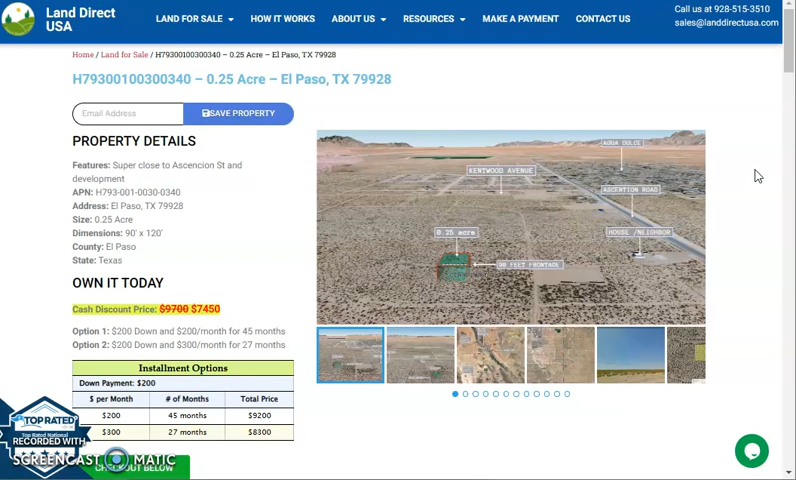 Land Direct
USA
LAND FOR SALE
HOW IT WORKS
ABOUT US
RESOURCES
MAKE A PAYMENT
CONTACT US
Call us at 928-515-3510
sales@landdirectusa.com
Home / Land for Sale / H79300100300340 – 0.25 Acre – El Paso, TX 79928
H79300100300340 – 0.25 Acre – El Paso, TX 79928
Email Address
SAVE PROPERTY
PROPERTY DETAILS
Features: Super close to Ascencion St and
development
APN: H793-001-0030-0340
Address: El Paso, TX 79928
Size: 0.25 Acre
Dimensions: 90' x 120'
County: El Paso
State: Texas
OWN IT TODAY
Cash Discount Price: $9700 $7450
Option 1: $200 Down and $200/month for 45 months
Option 2: $200 Down and $300/month for 27 months
Installment Options
Down Payment: $200
$ per Month # of Months Total Price
$200 45 months $9200
$300 27 months $8300
CHECKOUT BELOW
AGUA DULCE
KENTWOOD AVENUE
ASCENTION ROAD
0.25 acre
HOUSE /NEIGHBOR
90 FEET FRONTAGE
TOP RATED
Top Rated National
RECORDED WITH
SCREENCAST MATIC